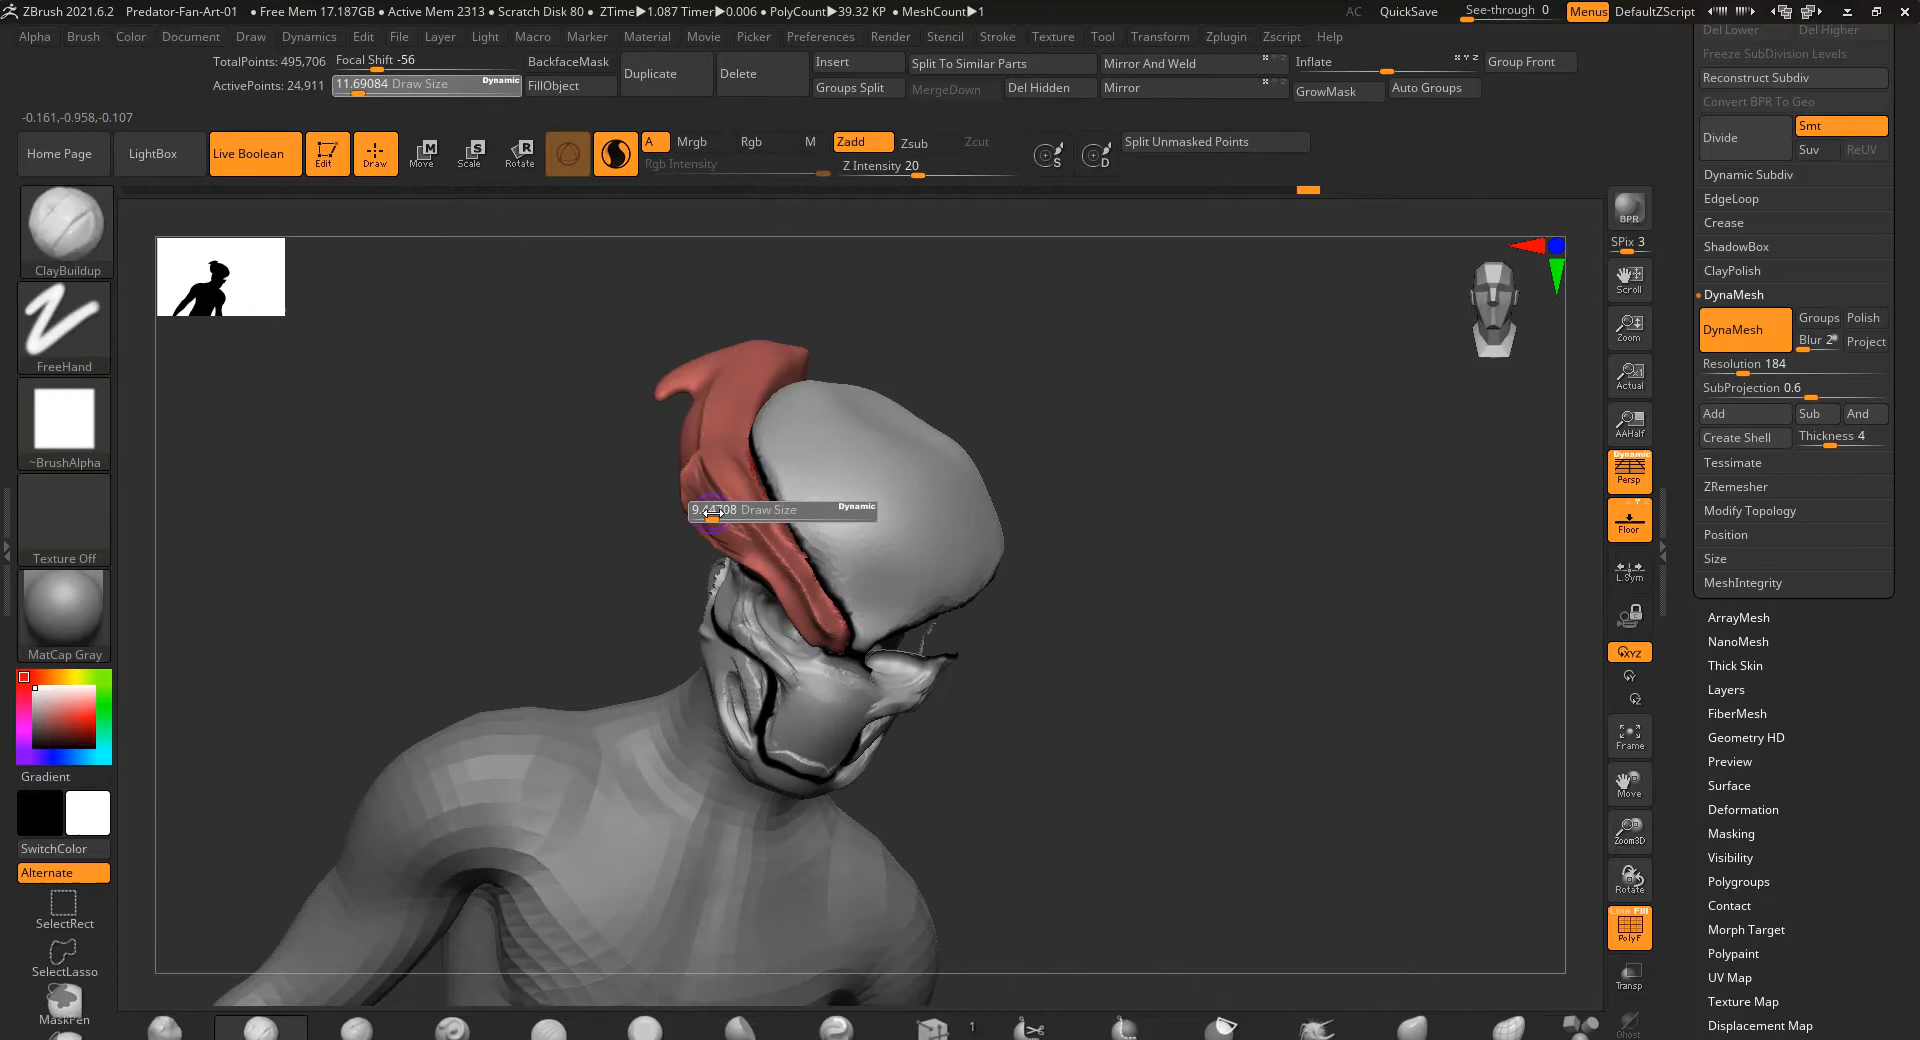 ZBrush 2021.6.2 Predator-Fan-Art-01 • Free Mem 17.187GB • Active Mem 2313 • Scratch Disk 80 • ZTime▶1.087 Timer▶0.006 • PolyCount▶39.32 KP • MeshCount▶1 AC QuickSave See-through 0 Menus DefaultZScript
Alpha Brush Color Document Draw Dynamics Edit File Layer Light Macro Marker Material Movie Picker Preferences Render Stencil Stroke Texture Tool Transform Zplugin Zscript Help
TotalPoints: 495,706 Focal Shift -56 BackfaceMask Duplicate Delete Insert Split To Similar Parts Mirror And Weld Inflate Group Front
ActivePoints: 24,911 11.69084 Draw Size Dynamic FillObject Groups Split MergeDown Del Hidden Mirror GrowMask Auto Groups
-0.161,-0.958,-0.107
Home Page LightBox Live Boolean Edit Draw Move Scale Rotate A Mrgb Rgb M Zadd Zsub Zcut Split Unmasked Points
Rgb Intensity Z Intensity 20
M S R S D
ClayBuildup
FreeHand
~BrushAlpha
Texture Off
MatCap Gray
Gradient
SwitchColor
Alternate
SelectRect
SelectLasso
MaskPen
9.44708 Draw Size Dynamic
1
BPR
SPix 3
Scroll
Zoom
Actual
AAHalf
Dynamic
Persp
Floor
L.Sym
XYZ
Frame
Move
Zoom3D
Rotate
Line Fill
PolyF
Transp
Ghost
Del Lower Del Higher
Freeze SubDivision Levels
Reconstruct Subdiv
Convert BPR To Geo
Divide Smt
Suv ReUV
Dynamic Subdiv
EdgeLoop
Crease
ShadowBox
ClayPolish
DynaMesh
DynaMesh Groups Polish
Blur 2 Project
Resolution 184
SubProjection 0.6
Add Sub And
Create Shell Thickness 4
Tessimate
ZRemesher
Modify Topology
Position
Size
MeshIntegrity
ArrayMesh
NanoMesh
Thick Skin
Layers
FiberMesh
Geometry HD
Preview
Surface
Deformation
Masking
Visibility
Polygroups
Contact
Morph Target
Polypaint
UV Map
Texture Map
Displacement Map